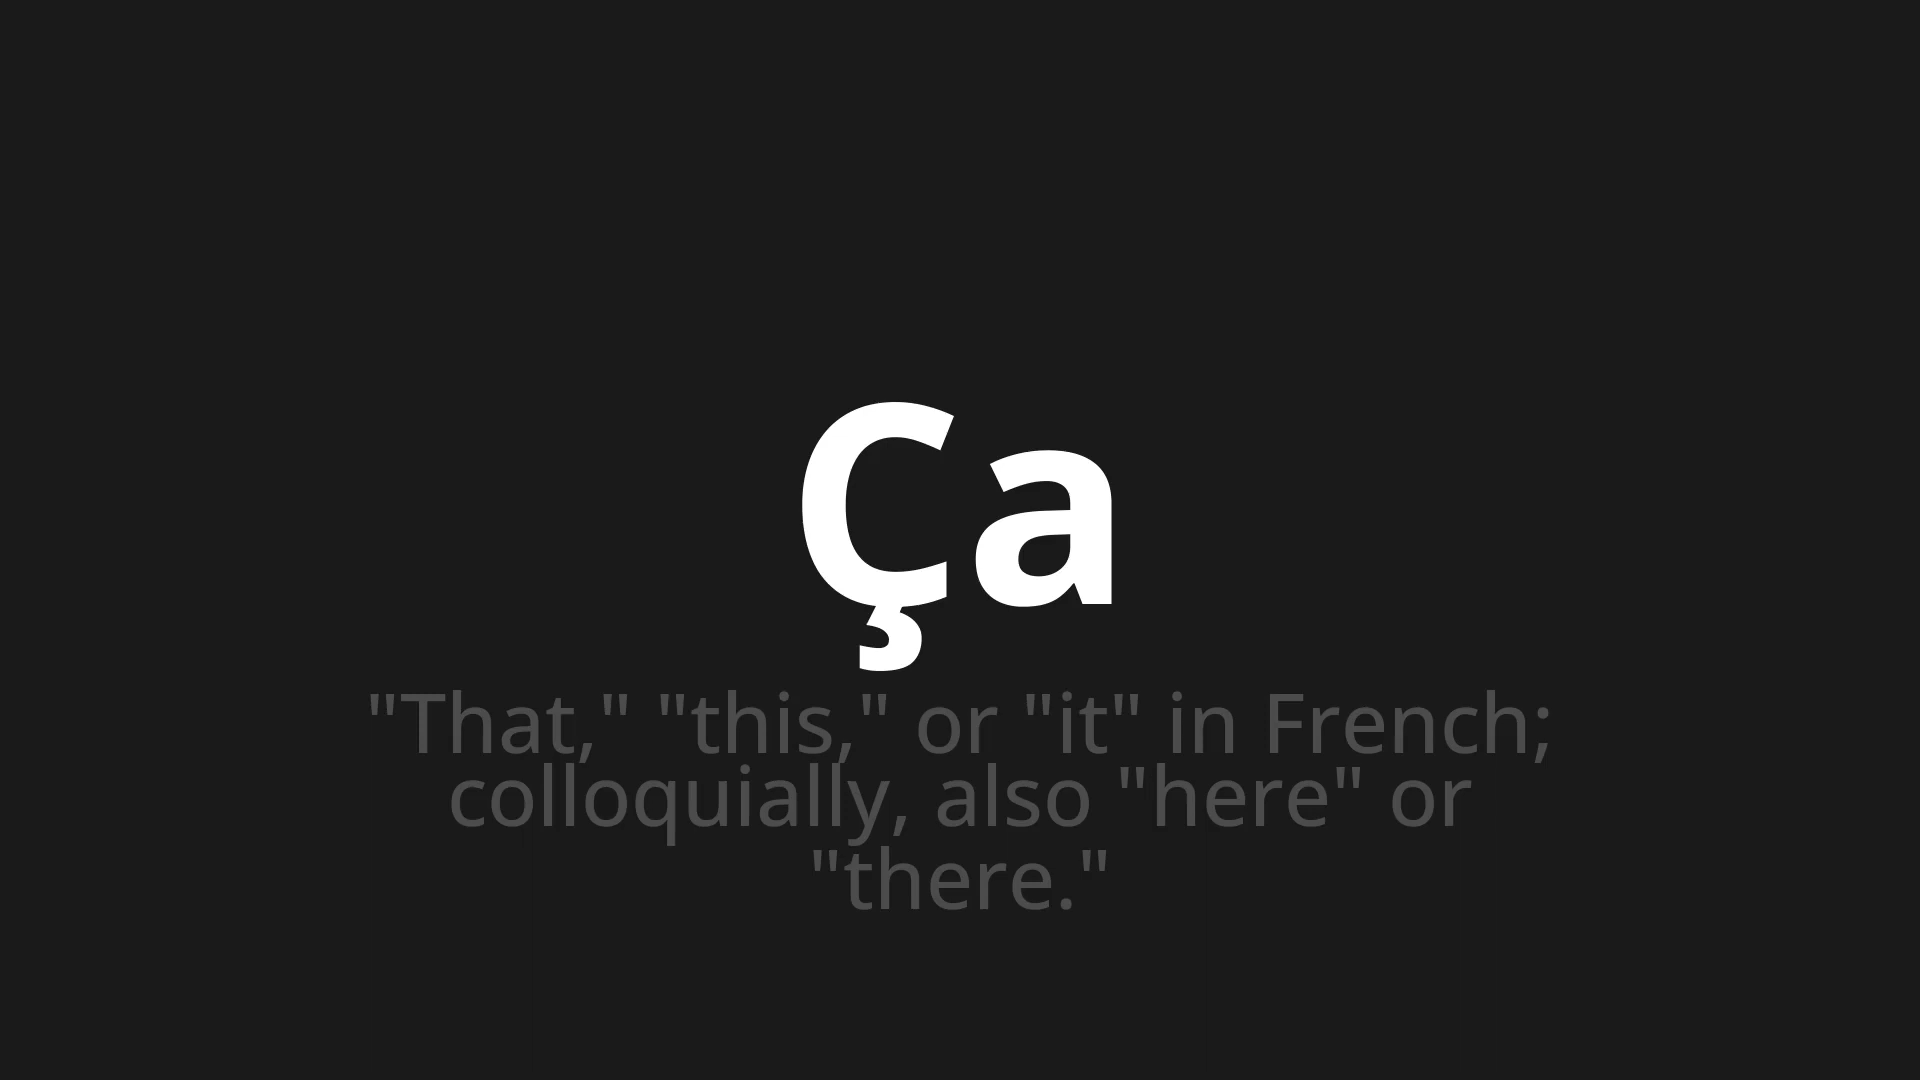 Ça
"That," "this," or "it" in French;
colloquially, also "here" or
"there."